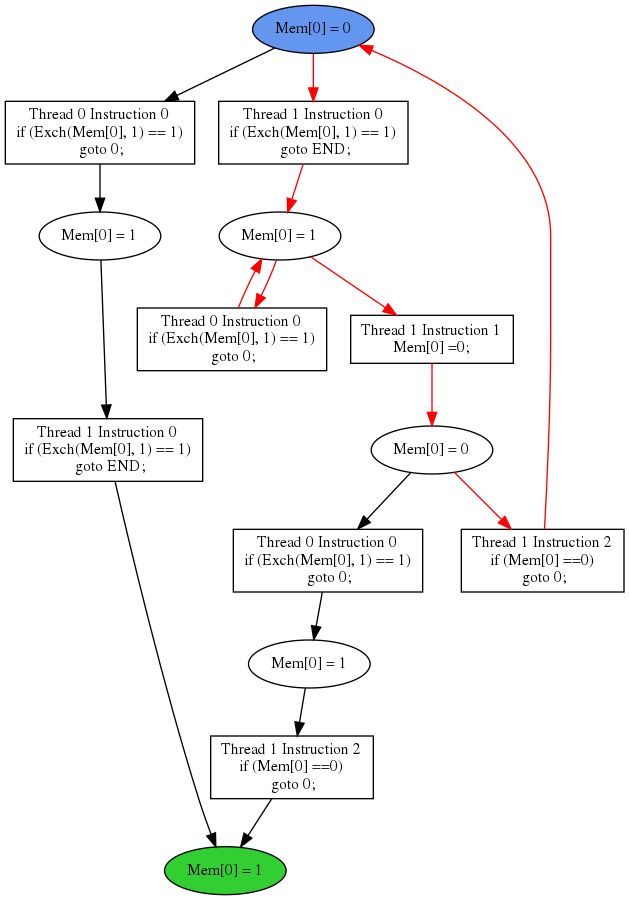 Mem[0] = 0
Thread 0 Instruction 0
if (Exch(Mem[0], 1) == 1)
goto 0;
Thread 1 Instruction 0
if (Exch(Mem[0], 1) == 1)
goto END;
Mem[0] = 1
Mem[0] = 1
Thread 0 Instruction 0
if (Exch(Mem[0], 1) == 1)
goto 0;
Thread 1 Instruction 1
Mem[0] =0;
Thread 1 Instruction 0
if (Exch(Mem[0], 1) == 1)
goto END;
Mem[0] = 0
Thread 0 Instruction 0
if (Exch(Mem[0], 1) == 1)
goto 0;
Thread 1 Instruction 2
if (Mem[0] ==0)
goto 0;
Mem[0] = 1
Thread 1 Instruction 2
if (Mem[0] ==0)
goto 0;
Mem[0] = 1